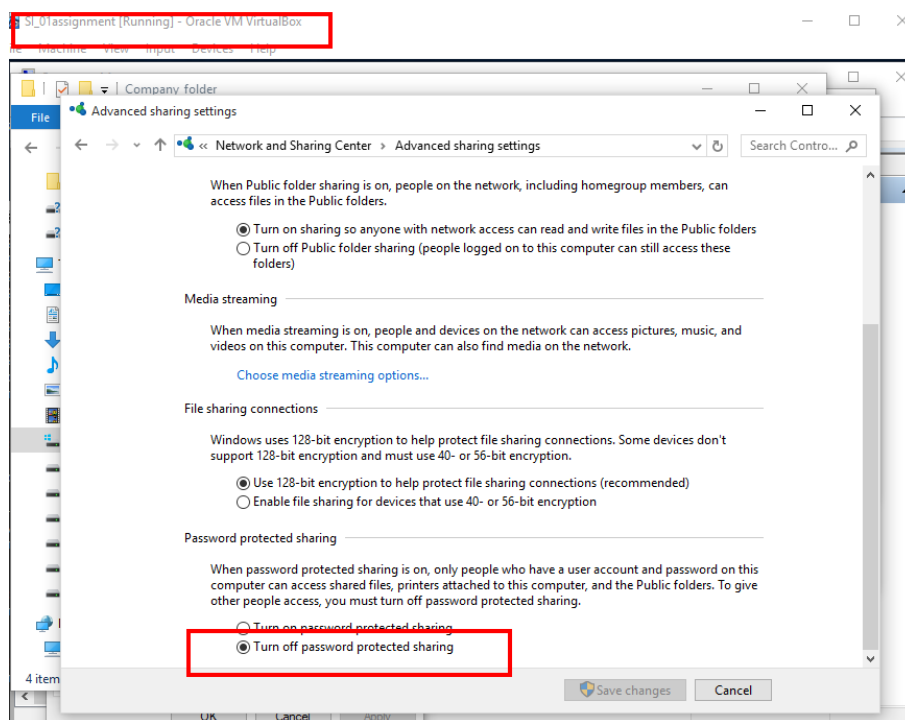 SI_01assignment [Running] - Oracle VM VirtualBox
Machine View Input Devices Help
Company folder
File
Advanced sharing settings
« Network and Sharing Center › Advanced sharing settings
Search Contro...
When Public folder sharing is on, people on the network, including homegroup members, can
access files in the Public folders.
Turn on sharing so anyone with network access can read and write files in the Public folders
Turn off Public folder sharing (people logged on to this computer can still access these
folders)
Media streaming
When media streaming is on, people and devices on the network can access pictures, music, and
videos on this computer. This computer can also find media on the network.
Choose media streaming options...
File sharing connections
Windows uses 128-bit encryption to help protect file sharing connections. Some devices don't
support 128-bit encryption and must use 40- or 56-bit encryption.
Use 128-bit encryption to help protect file sharing connections (recommended)
Enable file sharing for devices that use 40- or 56-bit encryption
Password protected sharing
When password protected sharing is on, only people who have a user account and password on this
computer can access shared files, printers attached to this computer, and the Public folders. To give
other people access, you must turn off password protected sharing.
Turn on password protected sharing
Turn off password protected sharing
4 item
Save changes
Cancel
OK Cancel Apply